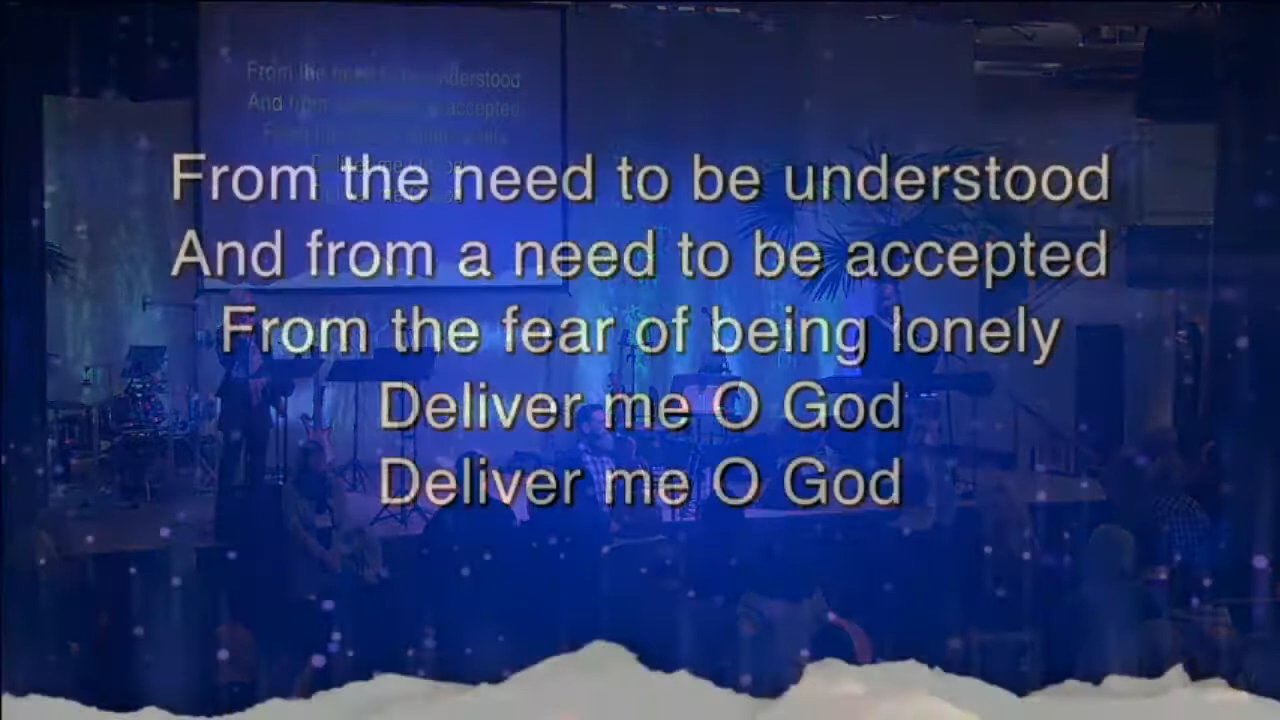 From the need to be understood
And from a need to be accepted
From the fear of being lonely
Deliver me O God
Deliver me O God